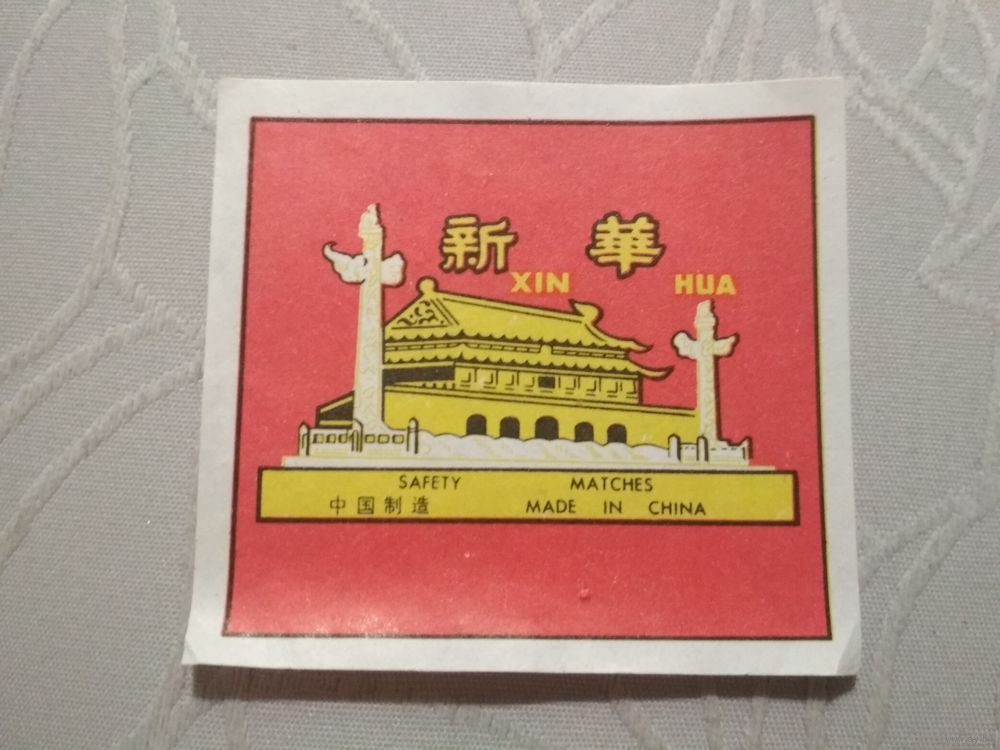 新 華
XIN HUA
SAFETY MATCHES
中国制造 MADE IN CHINA